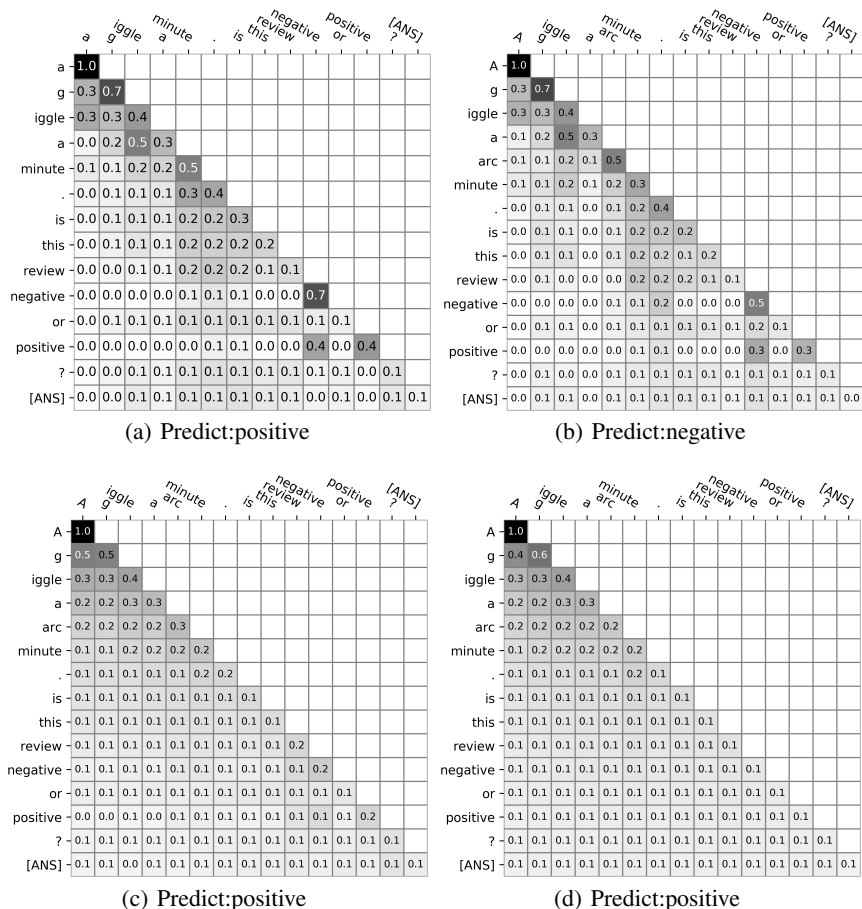 a g iggle a minute . is this review negative or positive ? [ANS]
a 1.0
g 0.3 0.7
iggle 0.3 0.3 0.4
a 0.0 0.2 0.5 0.3
minute 0.1 0.1 0.2 0.2 0.5
. 0.0 0.1 0.1 0.1 0.3 0.4
is 0.0 0.1 0.1 0.1 0.2 0.2 0.3
this 0.0 0.1 0.1 0.1 0.2 0.2 0.2 0.2
review 0.0 0.0 0.1 0.1 0.2 0.2 0.2 0.1 0.1
negative 0.0 0.0 0.0 0.0 0.1 0.1 0.1 0.0 0.0 0.7
or 0.0 0.1 0.1 0.1 0.1 0.1 0.1 0.1 0.1 0.1 0.1
positive 0.0 0.0 0.0 0.0 0.1 0.1 0.1 0.0 0.0 0.4 0.0 0.4
? 0.0 0.0 0.1 0.1 0.1 0.1 0.1 0.1 0.1 0.1 0.1 0.0 0.1
[ANS] 0.0 0.0 0.1 0.1 0.1 0.1 0.1 0.1 0.1 0.0 0.1 0.0 0.1 0.1
(a) Predict:positive
A g iggle a arc minute . is this review negative or positive ? [ANS]
A 1.0
g 0.3 0.7
iggle 0.3 0.3 0.4
a 0.1 0.2 0.5 0.3
arc 0.1 0.1 0.2 0.1 0.5
minute 0.1 0.1 0.2 0.1 0.2 0.3
. 0.0 0.1 0.1 0.0 0.1 0.2 0.4
is 0.0 0.1 0.1 0.0 0.1 0.2 0.2 0.2
this 0.0 0.1 0.1 0.0 0.1 0.2 0.2 0.1 0.2
review 0.0 0.1 0.0 0.0 0.0 0.2 0.2 0.2 0.1 0.1
negative 0.0 0.0 0.0 0.0 0.1 0.1 0.2 0.0 0.0 0.0 0.5
or 0.0 0.1 0.1 0.0 0.1 0.1 0.1 0.1 0.1 0.1 0.2 0.1
positive 0.0 0.0 0.0 0.0 0.1 0.1 0.1 0.0 0.0 0.0 0.3 0.0 0.3
? 0.0 0.1 0.0 0.0 0.1 0.1 0.1 0.1 0.1 0.1 0.1 0.1 0.1 0.1
[ANS] 0.0 0.1 0.1 0.0 0.1 0.1 0.1 0.1 0.1 0.1 0.1 0.1 0.1 0.1 0.0
(b) Predict:negative
A g iggle a arc minute . is this review negative or positive ? [ANS]
A 1.0
g 0.5 0.5
iggle 0.3 0.3 0.4
a 0.2 0.2 0.3 0.3
arc 0.2 0.2 0.2 0.2 0.3
minute 0.1 0.1 0.2 0.2 0.2 0.2
. 0.1 0.1 0.1 0.1 0.1 0.2 0.2
is 0.1 0.1 0.1 0.1 0.1 0.1 0.1 0.1
this 0.1 0.1 0.1 0.1 0.1 0.1 0.1 0.1 0.1
review 0.1 0.1 0.1 0.1 0.1 0.1 0.1 0.1 0.1 0.2
negative 0.1 0.1 0.1 0.1 0.1 0.1 0.1 0.1 0.1 0.1 0.2
or 0.1 0.1 0.1 0.1 0.1 0.1 0.1 0.1 0.1 0.1 0.1 0.1
positive 0.0 0.0 0.1 0.0 0.1 0.1 0.1 0.1 0.1 0.1 0.1 0.1 0.2
? 0.1 0.1 0.1 0.1 0.1 0.1 0.1 0.1 0.1 0.1 0.1 0.1 0.1 0.1
[ANS] 0.1 0.1 0.0 0.1 0.1 0.1 0.1 0.1 0.1 0.1 0.1 0.1 0.1 0.1 0.1
(c) Predict:positive
A g iggle a arc minute . is this review negative or positive ? [ANS]
A 1.0
g 0.4 0.6
iggle 0.3 0.3 0.4
a 0.2 0.2 0.3 0.3
arc 0.2 0.2 0.2 0.2 0.2
minute 0.1 0.2 0.2 0.2 0.2 0.2
. 0.1 0.1 0.1 0.1 0.1 0.2 0.1
is 0.1 0.1 0.1 0.1 0.1 0.1 0.1 0.1
this 0.1 0.1 0.1 0.1 0.1 0.1 0.1 0.1 0.1
review 0.1 0.1 0.1 0.1 0.1 0.1 0.1 0.1 0.1 0.1
negative 0.1 0.1 0.1 0.1 0.1 0.1 0.1 0.1 0.1 0.1 0.1
or 0.1 0.1 0.1 0.1 0.1 0.1 0.1 0.1 0.1 0.1 0.1 0.1
positive 0.1 0.1 0.1 0.1 0.1 0.1 0.1 0.1 0.1 0.1 0.1 0.1 0.1
? 0.1 0.1 0.1 0.1 0.1 0.1 0.1 0.1 0.1 0.1 0.1 0.1 0.1 0.1
[ANS] 0.1 0.1 0.1 0.1 0.1 0.1 0.1 0.1 0.1 0.1 0.1 0.1 0.1 0.1 0.1
(d) Predict:positive